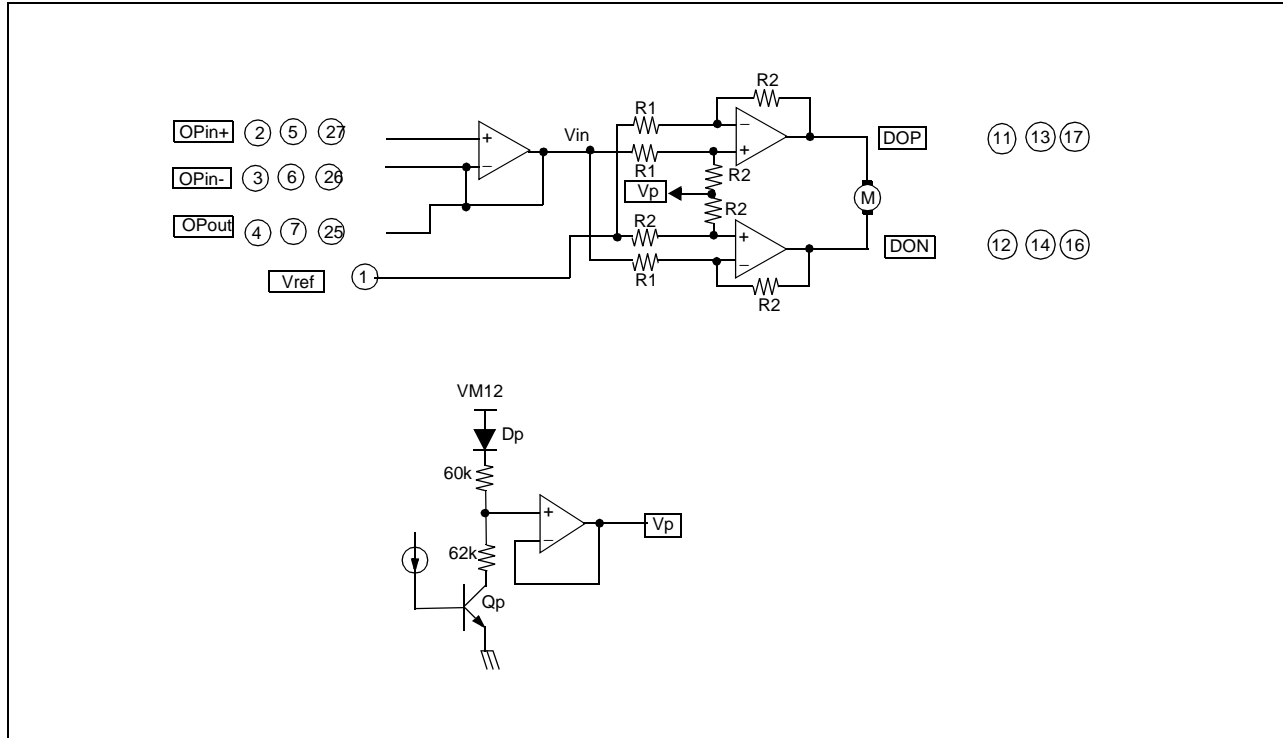 R2
R1
OPin+ 2 5 27
+
−
Vin
−
+
DOP 11 13 17
R1
R2
OPin- 3 6 26
−
Vp
M
R2
OPout 4 7 25
R2
+
−
DON 12 14 16
Vref 1
R1
R2
VM12
Dp
60k
+
−
Vp
62k
Qp